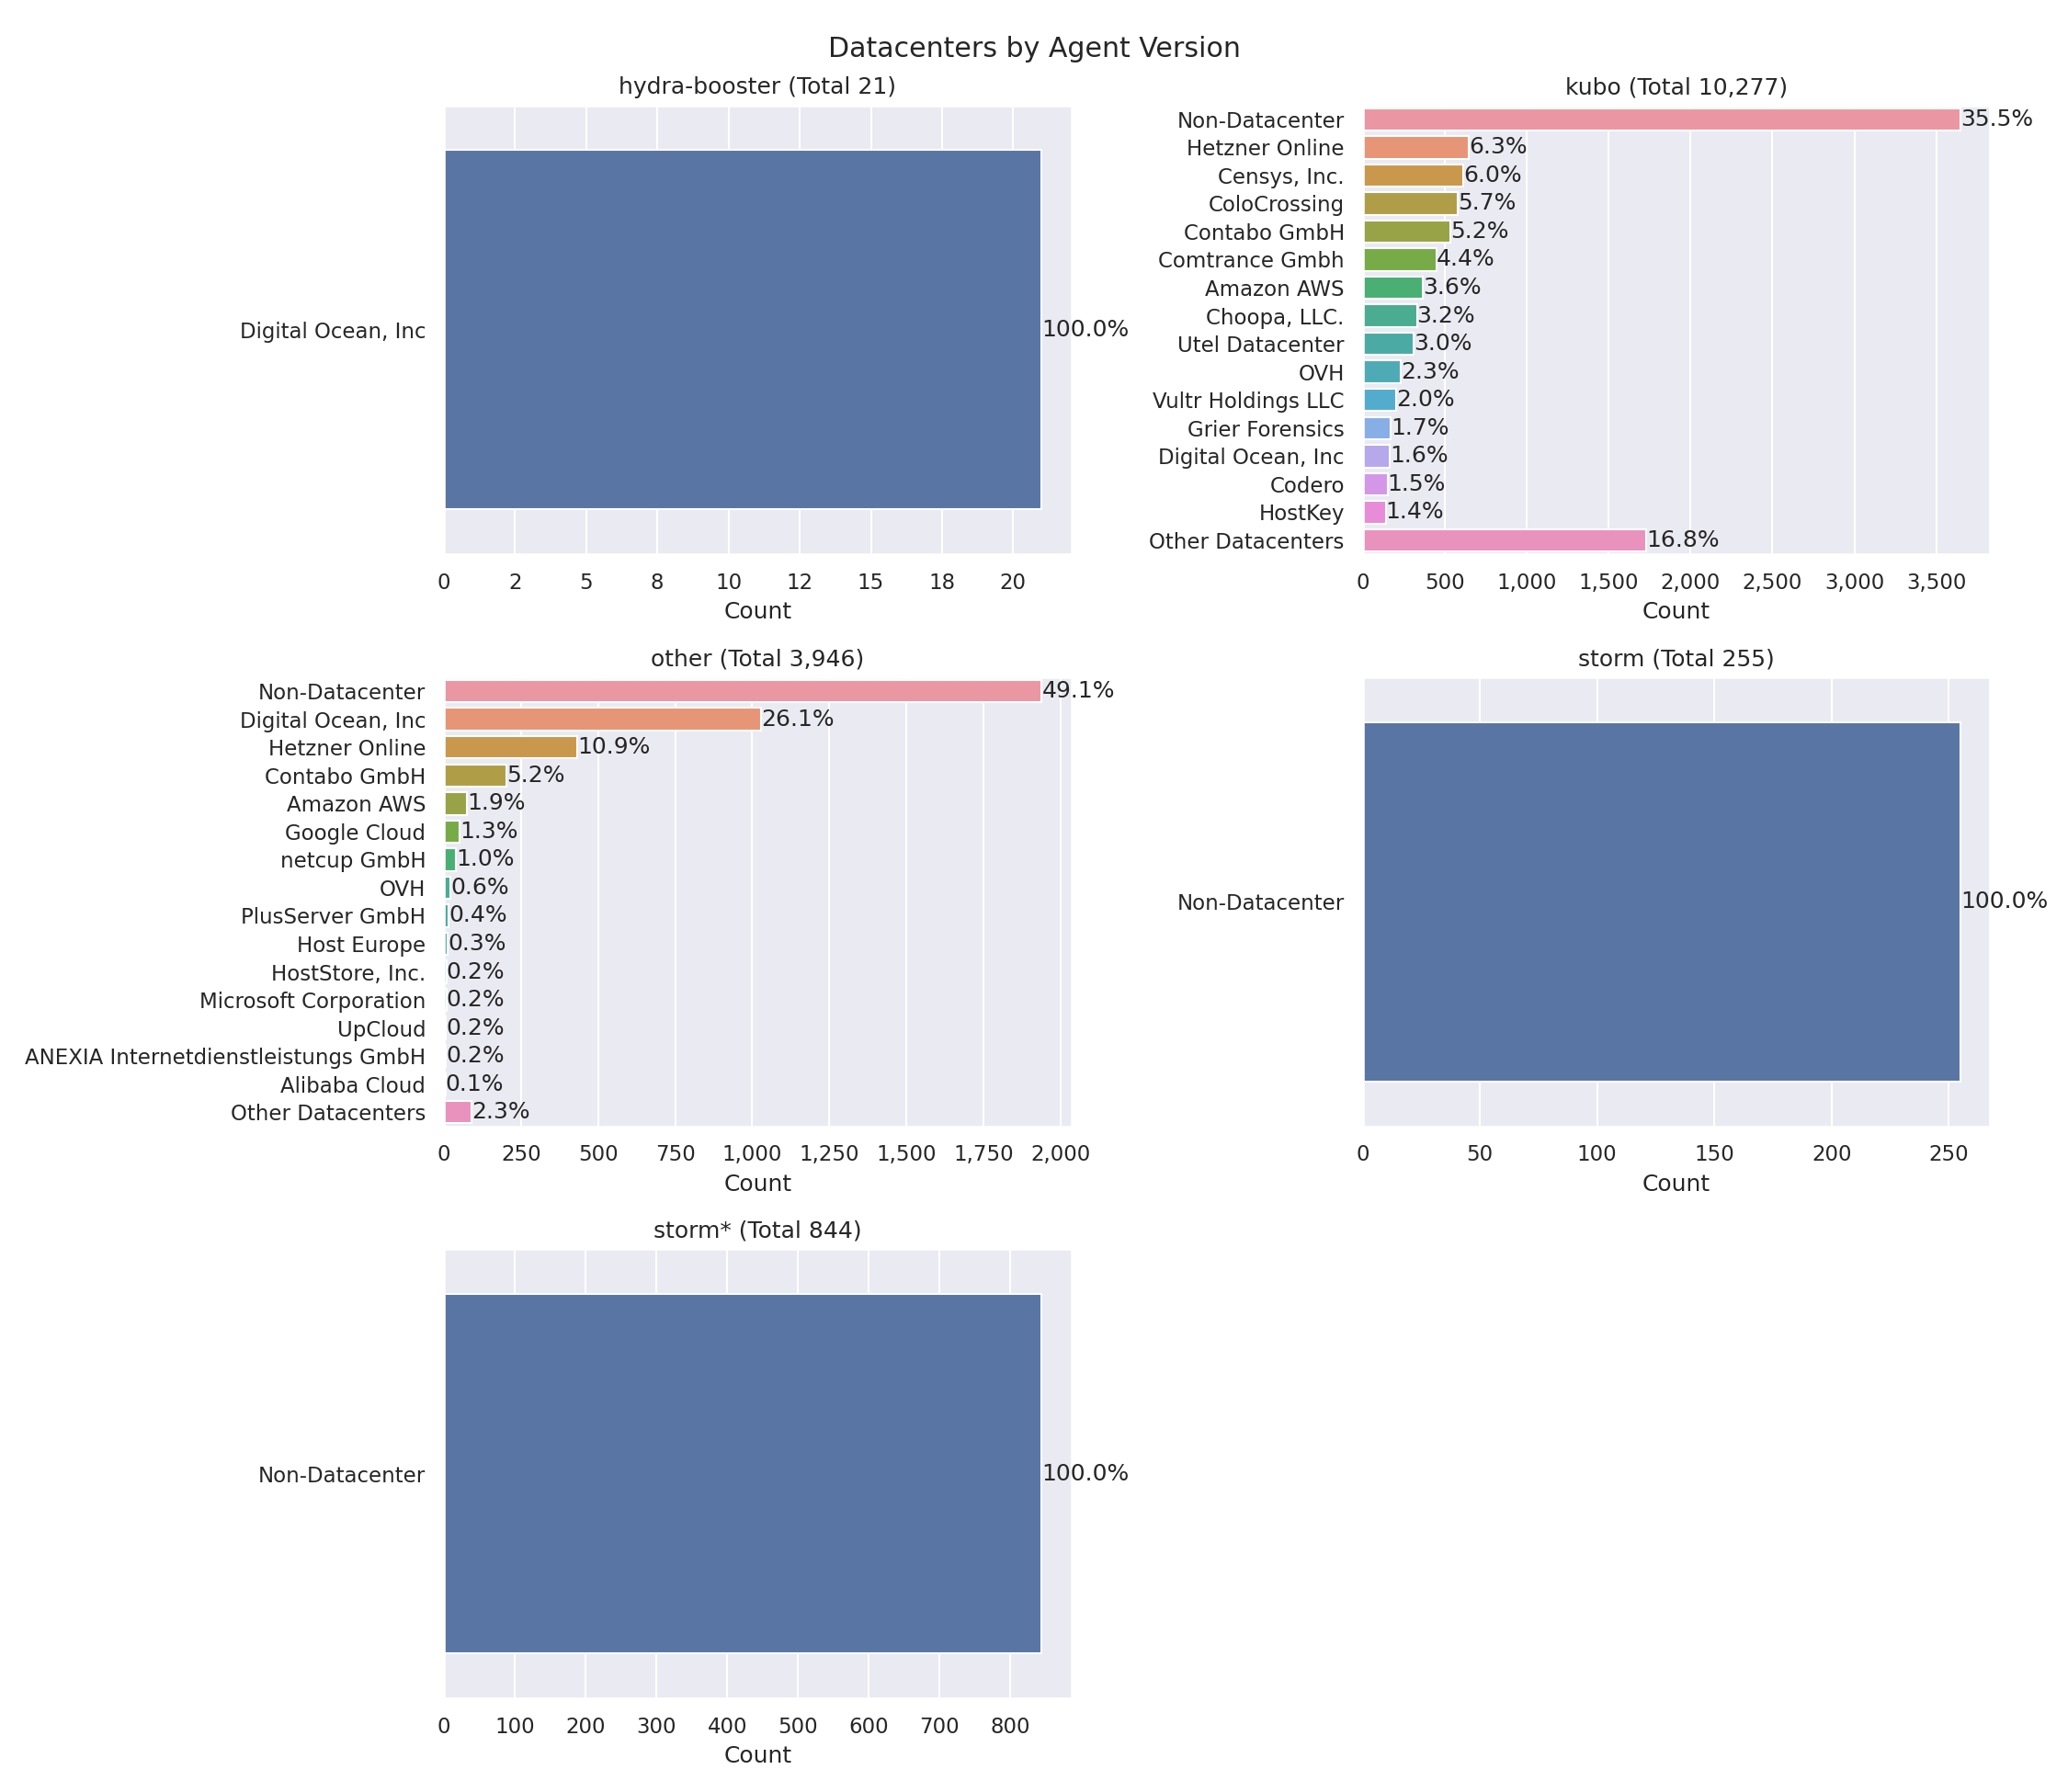 Datacenters by Agent Version
hydra-booster (Total 21)
Digital Ocean, Inc
100.0%
0 2 5 8 10 12 15 18 20
Count
kubo (Total 10,277)
Non-Datacenter 35.5%
Hetzner Online 6.3%
Censys, Inc. 6.0%
ColoCrossing 5.7%
Contabo GmbH 5.2%
Comtrance Gmbh 4.4%
Amazon AWS 3.6%
Choopa, LLC. 3.2%
Utel Datacenter 3.0%
OVH 2.3%
Vultr Holdings LLC 2.0%
Grier Forensics 1.7%
Digital Ocean, Inc 1.6%
Codero 1.5%
HostKey 1.4%
Other Datacenters 16.8%
0 500 1,000 1,500 2,000 2,500 3,000 3,500
Count
other (Total 3,946)
Non-Datacenter 49.1%
Digital Ocean, Inc 26.1%
Hetzner Online 10.9%
Contabo GmbH 5.2%
Amazon AWS 1.9%
Google Cloud 1.3%
netcup GmbH 1.0%
OVH 0.6%
PlusServer GmbH 0.4%
Host Europe 0.3%
HostStore, Inc. 0.2%
Microsoft Corporation 0.2%
UpCloud 0.2%
ANEXIA Internetdienstleistungs GmbH 0.2%
Alibaba Cloud 0.1%
Other Datacenters 2.3%
0 250 500 750 1,000 1,250 1,500 1,750 2,000
Count
storm (Total 255)
Non-Datacenter
100.0%
0 50 100 150 200 250
Count
storm* (Total 844)
Non-Datacenter
100.0%
0 100 200 300 400 500 600 700 800
Count